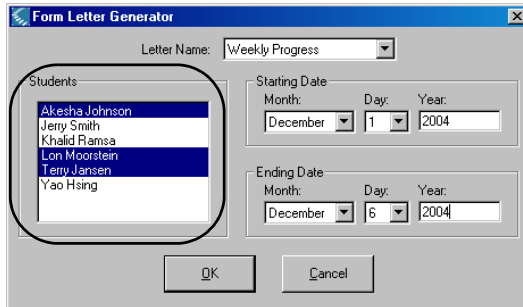 Form Letter Generator
Letter Name: Weekly Progress
Students
Akesha Johnson
Jerry Smith
Khalid Ramsa
Lon Moorstein
Terry Jansen
Yao Hsing
Starting Date
Month: Day: Year:
December 1 2004
Ending Date
Month: Day: Year:
December 6 2004
OK Cancel